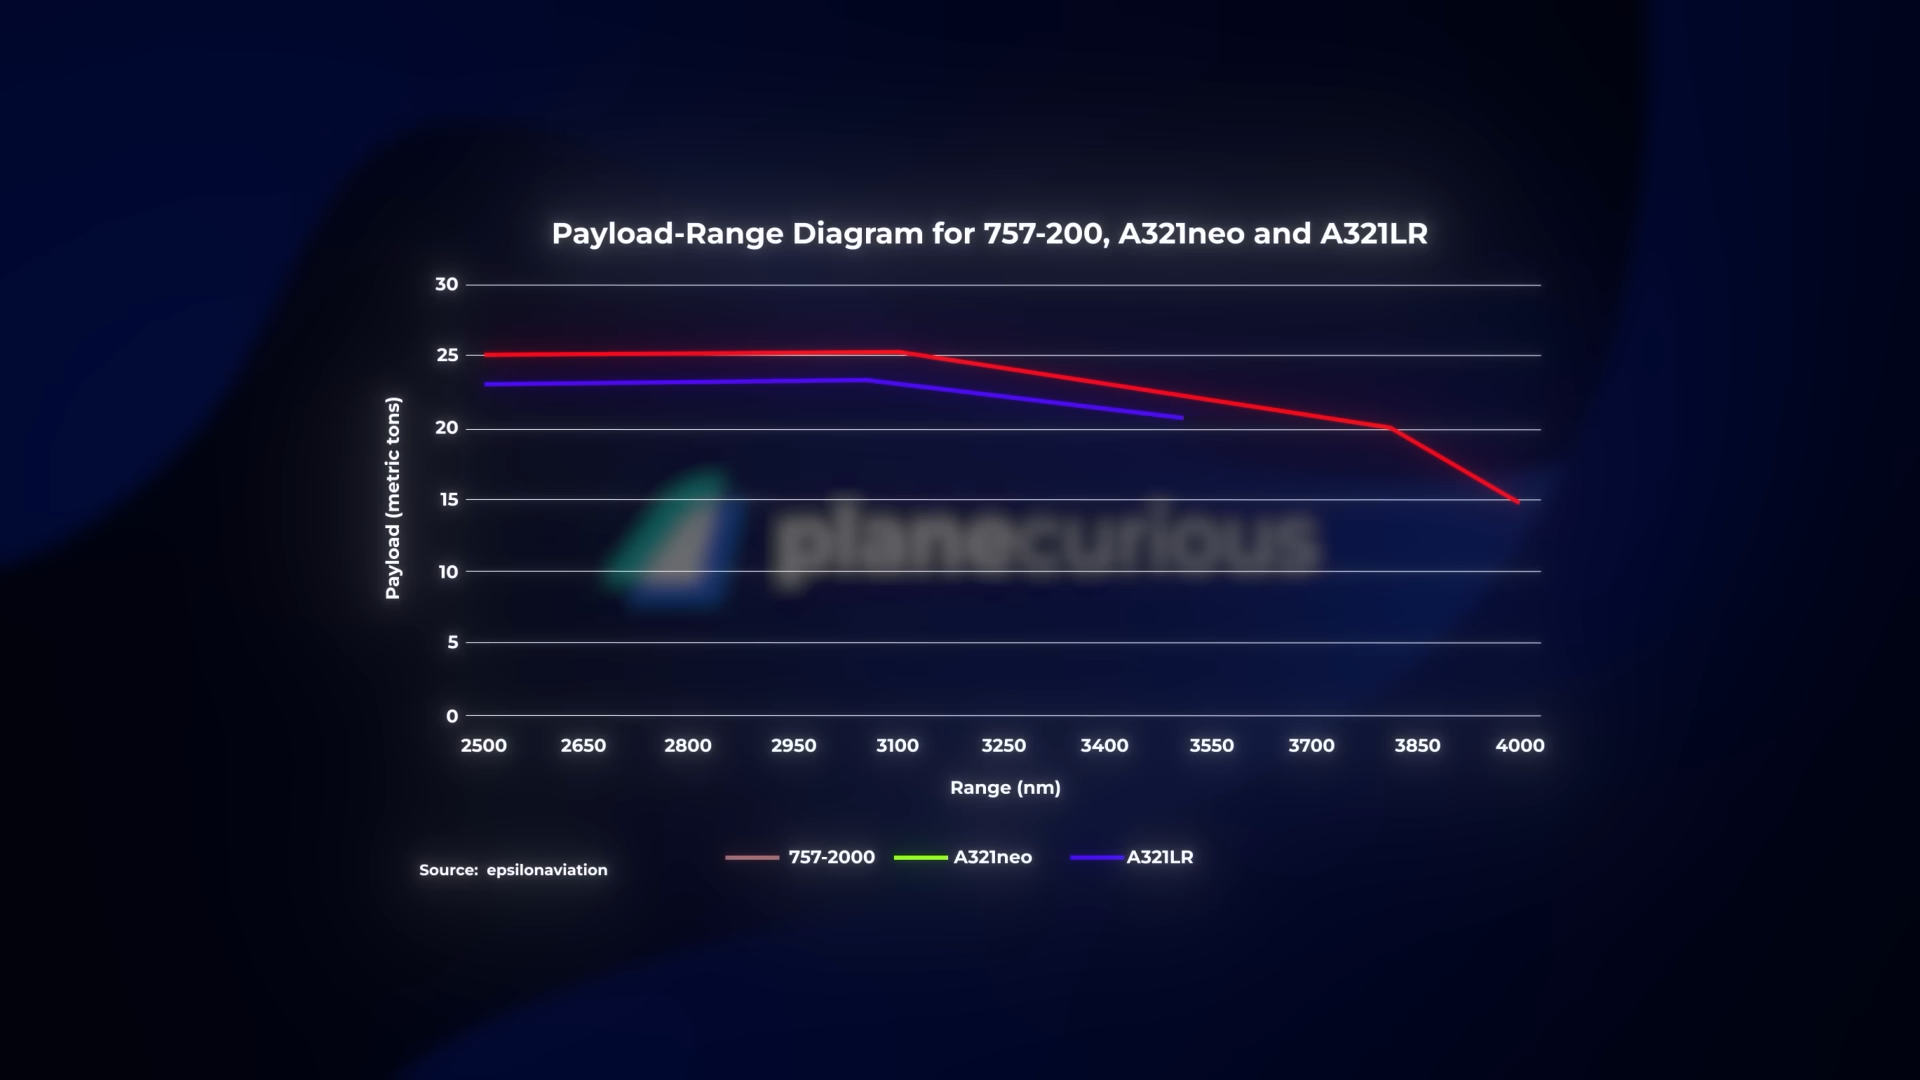 Payload-Range Diagram for 757-200, A321neo and A321LR
30
25
20
15
10
5
0
Payload (metric tons)
planecurious
2500 2650 2800 2950 3100 3250 3400 3550 3700 3850 4000
Range (nm)
757-2000 A321neo A321LR
Source: epsilonaviation